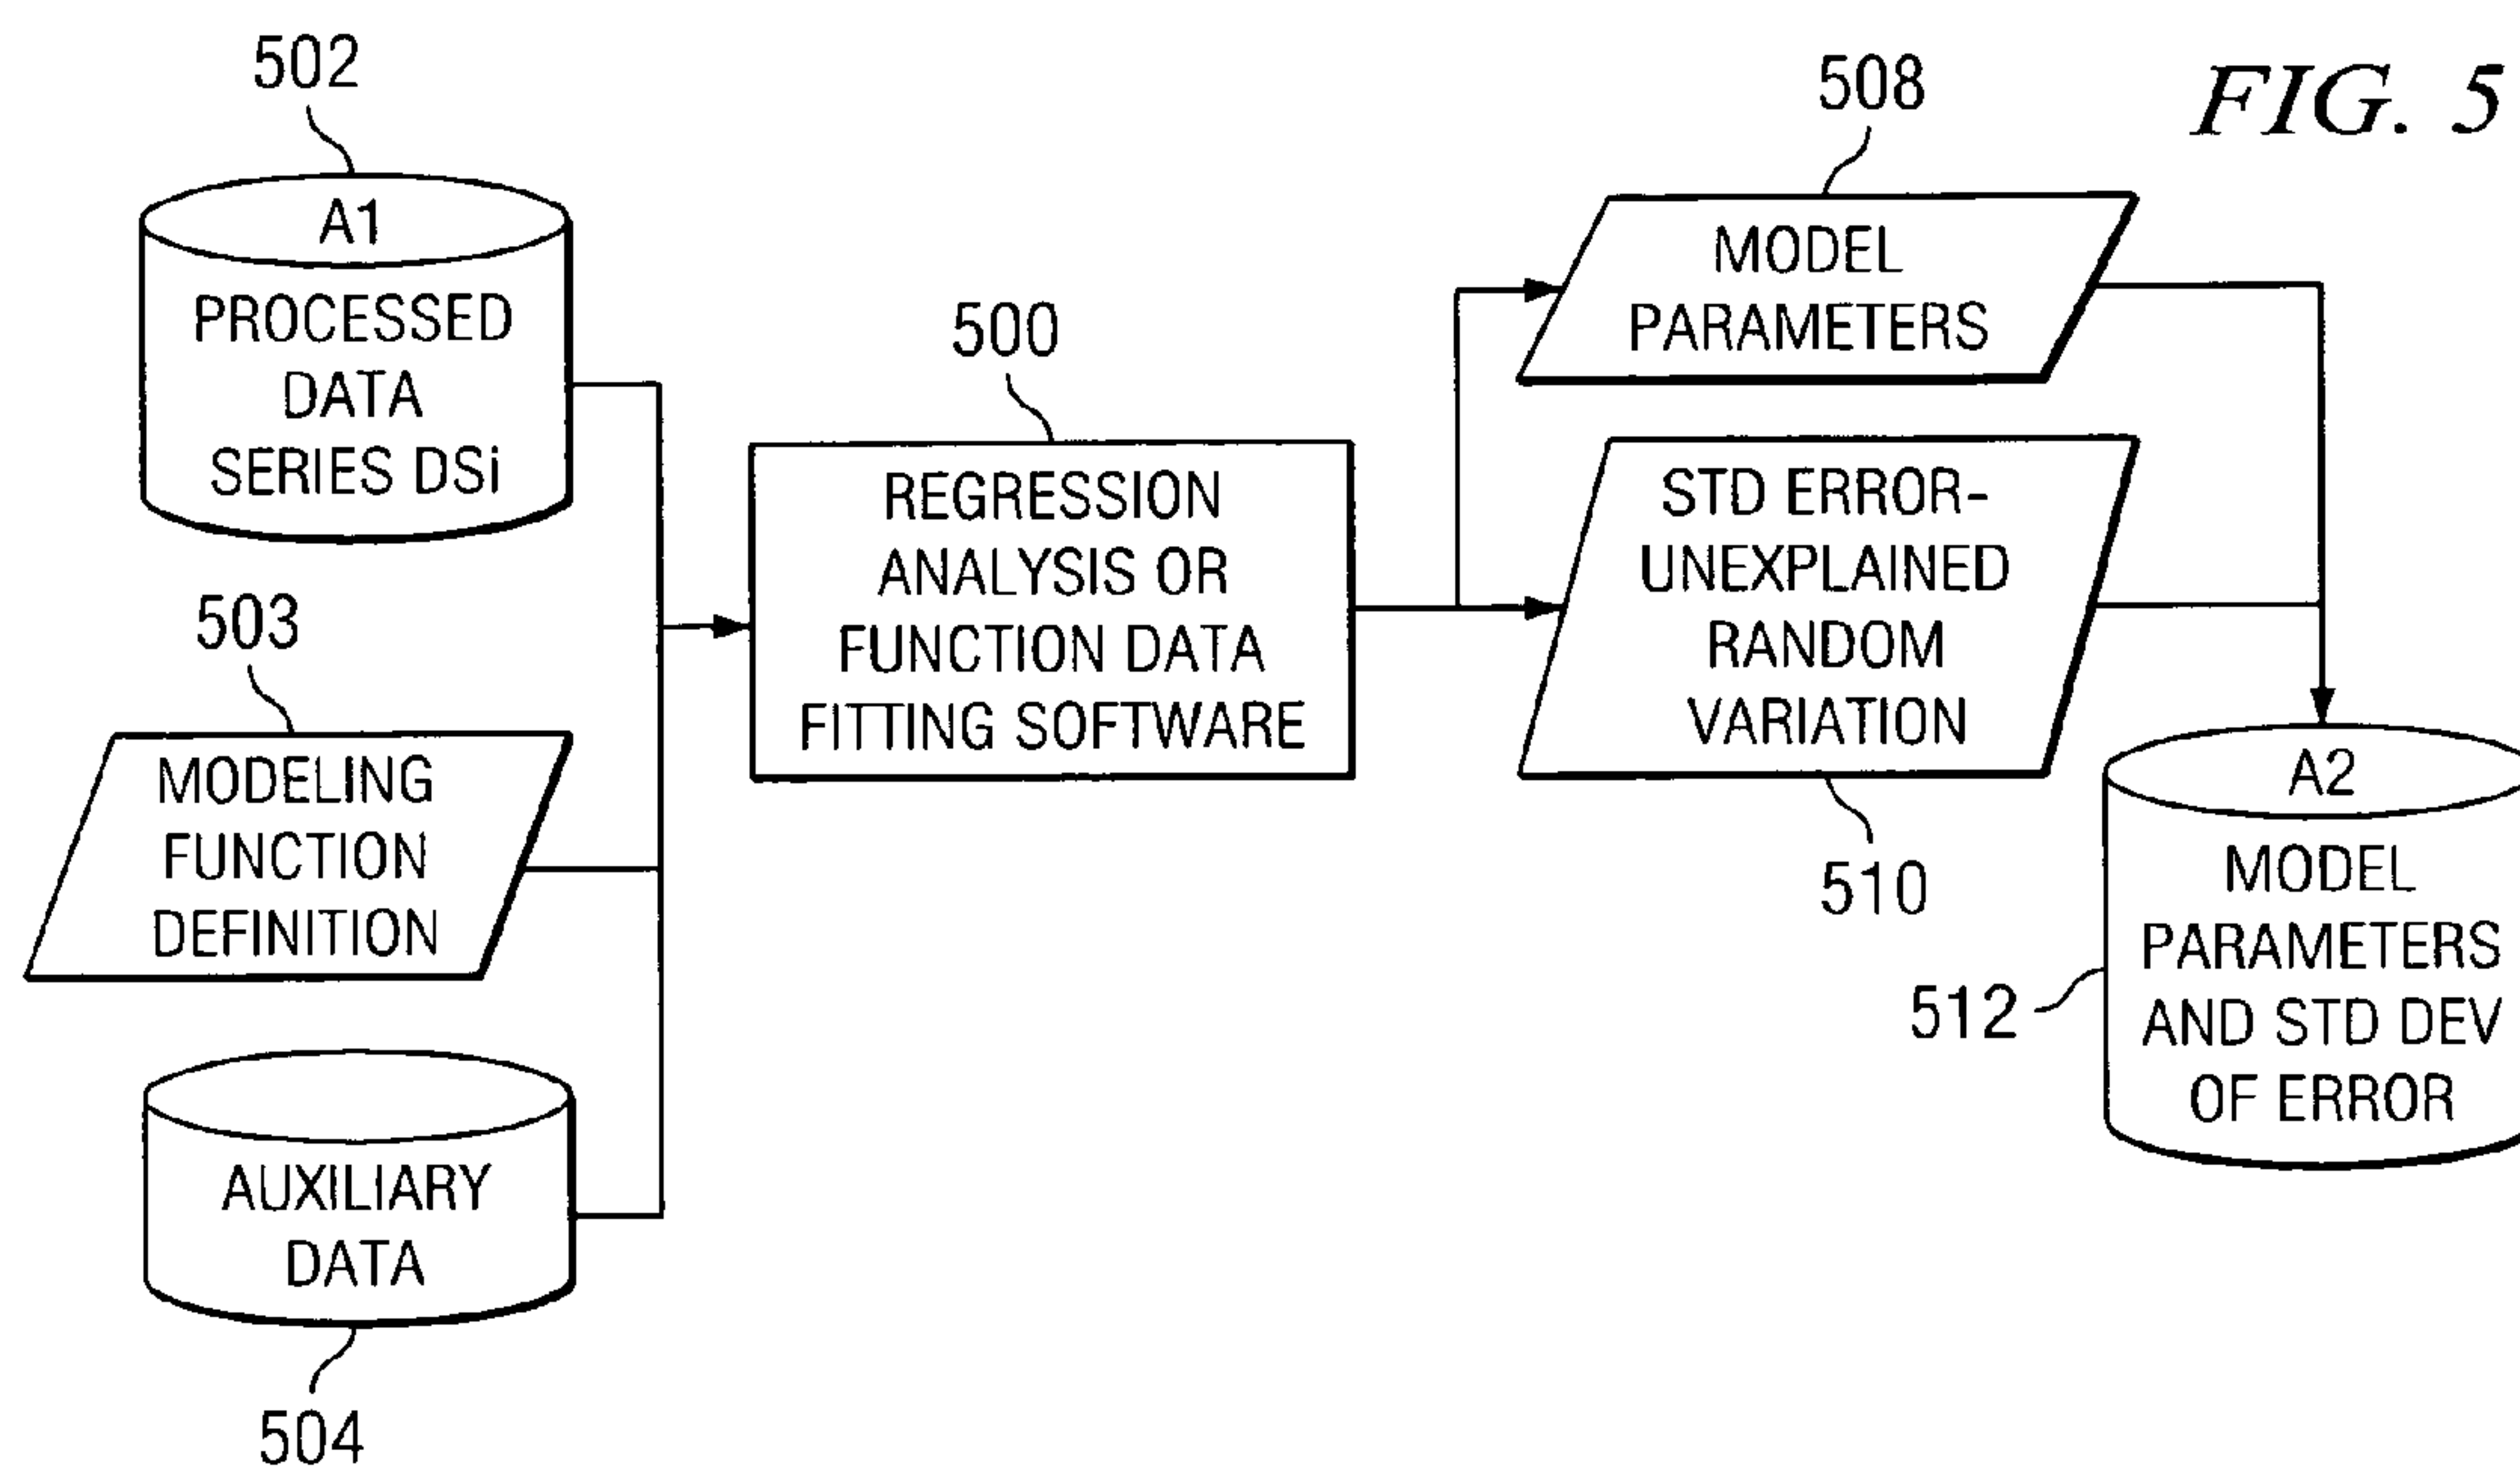 FIG. 5
502
A1
PROCESSED
DATA
SERIES DSi
503
MODELING
FUNCTION
DEFINITION
AUXILIARY
DATA
504
500
REGRESSION
ANALYSIS OR
FUNCTION DATA
FITTING SOFTWARE
508
MODEL
PARAMETERS
STD ERROR-
UNEXPLAINED
RANDOM
VARIATION
510
A2
MODEL
PARAMETERS
AND STD DEV
OF ERROR
512